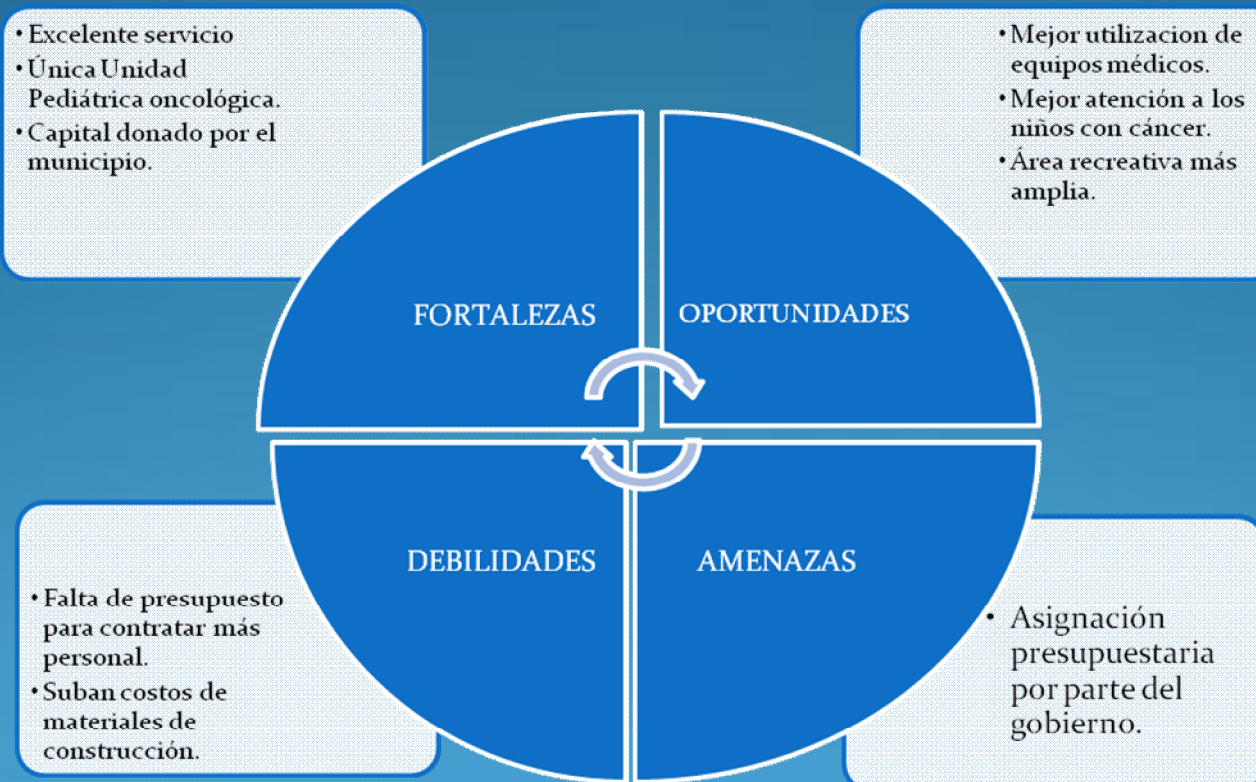 • Excelente servicio
• Única Unidad
Pediátrica oncológica.
• Capital donado por el
municipio.
• Mejor utilizacion de
equipos médicos.
• Mejor atención a los
niños con cáncer.
• Área recreativa más
amplia.
FORTALEZAS
OPORTUNIDADES
DEBILIDADES
AMENAZAS
• Falta de presupuesto
para contratar más
personal.
• Suban costos de
materiales de
construcción.
• Asignación
presupuestaria
por parte del
gobierno.